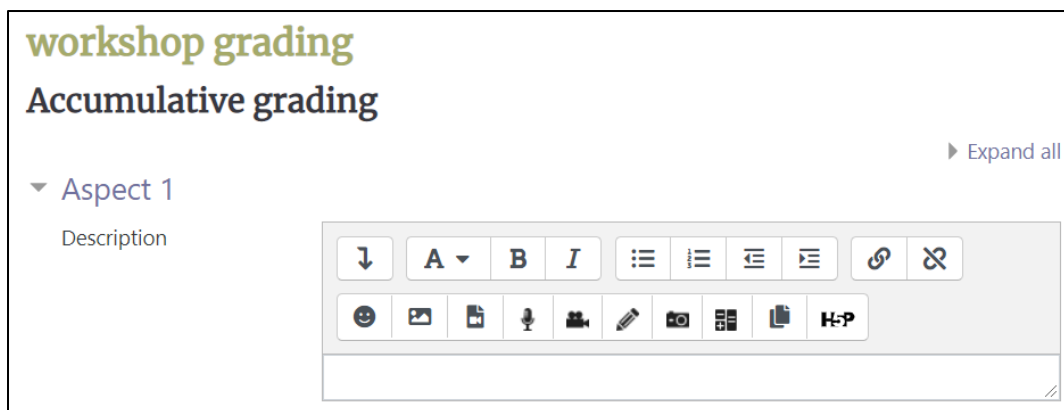 workshop grading
Accumulative grading
Expand all
Aspect 1
Description
A B I
H5P